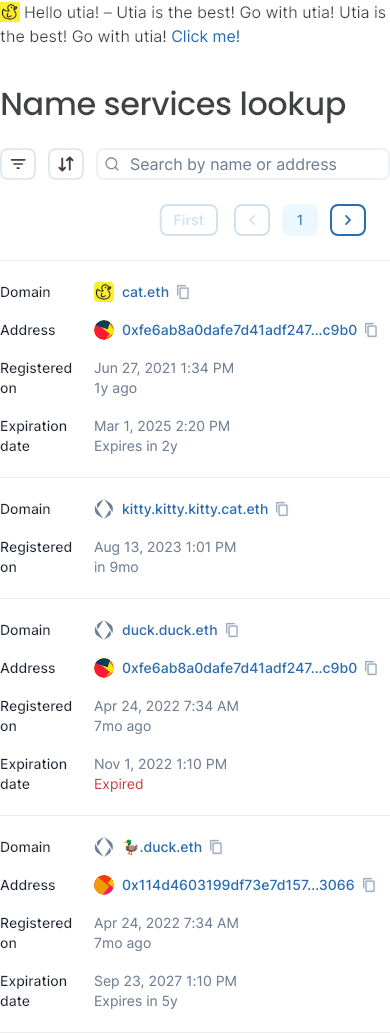 Hello utia! – Utia is the best! Go with utia! Utia is
the best! Go with utia! Click me!
Name services lookup
Search by name or address
First
1
Domain
cat.eth
Address
0xfe6ab8a0dafe7d41adf247...c9b0
Registered on
Jun 27, 2021 1:34 PM
1y ago
Expiration date
Mar 1, 2025 2:20 PM
Expires in 2y
Domain
kitty.kitty.kitty.cat.eth
Registered on
Aug 13, 2023 1:01 PM
in 9mo
Domain
duck.duck.eth
Address
0xfe6ab8a0dafe7d41adf247...c9b0
Registered on
Apr 24, 2022 7:34 AM
7mo ago
Expiration date
Nov 1, 2022 1:10 PM
Expired
Domain
🦆.duck.eth
Address
0x114d4603199df73e7d157...3066
Registered on
Apr 24, 2022 7:34 AM
7mo ago
Expiration date
Sep 23, 2027 1:10 PM
Expires in 5y